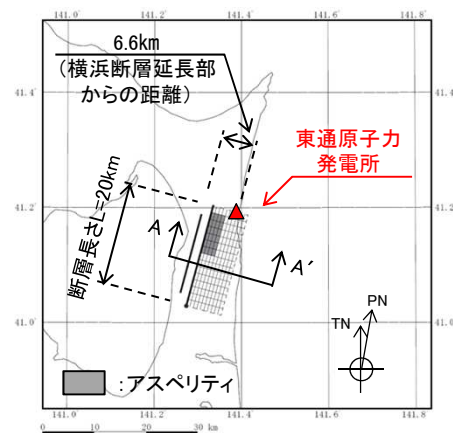 141.0゜ 141.2゜ 141.4゜ 141.6゜ 141.8゜
6.6km
（横浜断層延長部
からの距離）
41.4゜
東通原子力
発電所
41.2゜
断層長さL=20km
A
A′
41.0゜
TN
PN
：アスペリティ
141.0゜ 141.2゜ 141.4゜ 141.6゜ 141.8゜
0 10 20 30 km
41.4゜
41.2゜
41.0゜